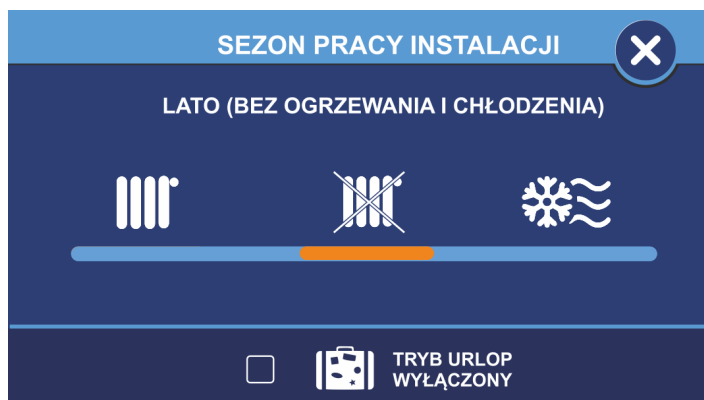 SEZON PRACY INSTALACJI
LATO (BEZ OGRZEWANIA I CHŁODZENIA)
TRYB URLOP
WYŁĄCZONY